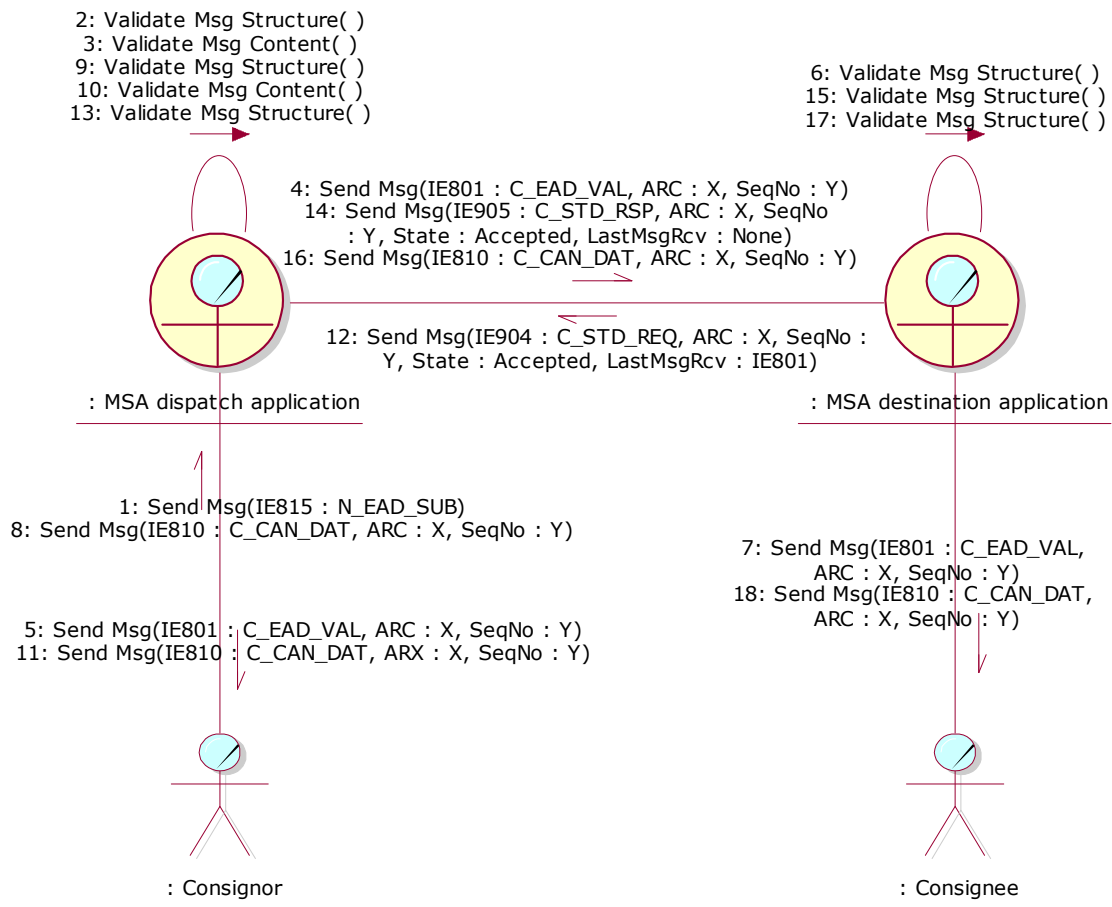 2: Validate Msg Structure( )
3: Validate Msg Content( )
9: Validate Msg Structure( )
10: Validate Msg Content( )
13: Validate Msg Structure( )
6: Validate Msg Structure( )
15: Validate Msg Structure( )
17: Validate Msg Structure( )
4: Send Msg(IE801 : C_EAD_VAL, ARC : X, SeqNo : Y)
14: Send Msg(IE905 : C_STD_RSP, ARC : X, SeqNo
: Y, State : Accepted, LastMsgRcv : None)
16: Send Msg(IE810 : C_CAN_DAT, ARC : X, SeqNo : Y)
12: Send Msg(IE904 : C_STD_REQ, ARC : X, SeqNo :
Y, State : Accepted, LastMsgRcv : IE801)
: MSA dispatch application
: MSA destination application
1: Send Msg(IE815 : N_EAD_SUB)
8: Send Msg(IE810 : C_CAN_DAT, ARC : X, SeqNo : Y)
7: Send Msg(IE801 : C_EAD_VAL,
ARC : X, SeqNo : Y)
18: Send Msg(IE810 : C_CAN_DAT,
ARC : X, SeqNo : Y)
5: Send Msg(IE801 : C_EAD_VAL, ARC : X, SeqNo : Y)
11: Send Msg(IE810 : C_CAN_DAT, ARX : X, SeqNo : Y)
: Consignor
: Consignee